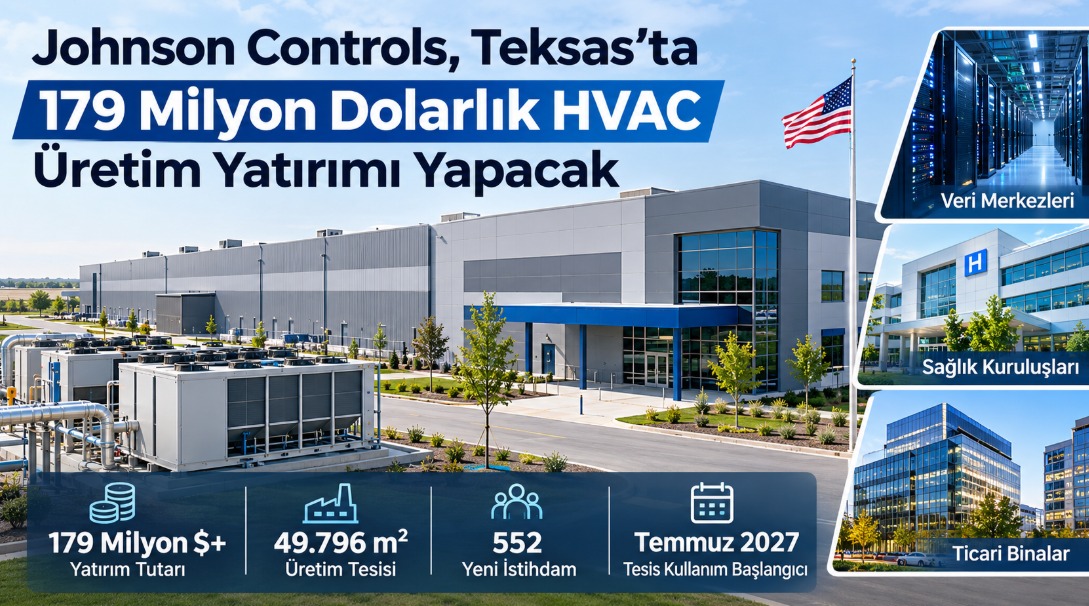 Johnson Controls, Teksas’ta
179 Milyon Dolarlık HVAC
Üretim Yatırımı Yapacak
Veri Merkezleri
H
Sağlık Kuruluşları
Ticari Binalar
179 Milyon $+
Yatırım Tutarı
49.796 m²
Üretim Tesisi
552
Yeni İstihdam
Temmuz 2027
Tesis Kullanım Başlangıcı